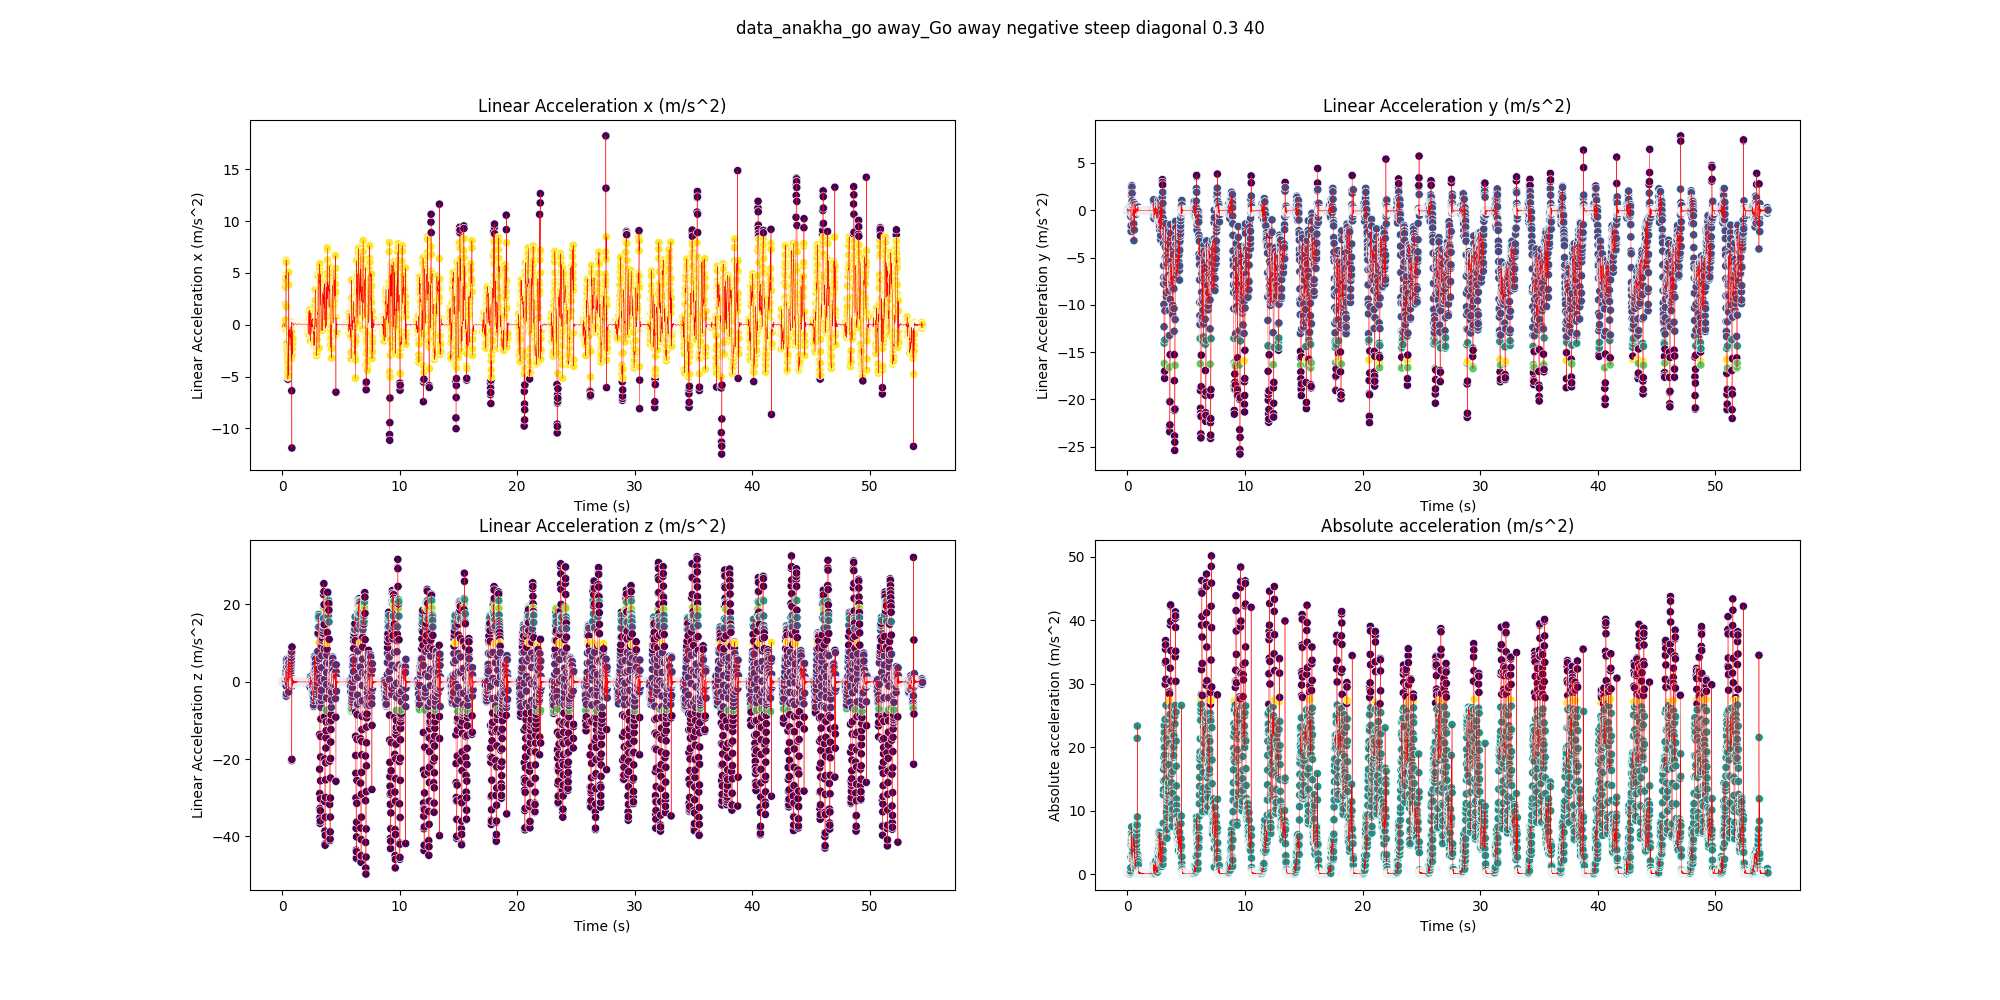 data_anakha_go away_Go away negative steep diagonal 0.3 40
Linear Acceleration x (m/s^2)
Linear Acceleration x (m/s^2)
15
10
5
0
−5
−10
0 10 20 30 40 50
Time (s)
Linear Acceleration y (m/s^2)
Linear Acceleration y (m/s^2)
5
0
−5
−10
−15
−20
−25
0 10 20 30 40 50
Time (s)
Linear Acceleration z (m/s^2)
Linear Acceleration z (m/s^2)
20
0
−20
−40
0 10 20 30 40 50
Time (s)
Absolute acceleration (m/s^2)
Absolute acceleration (m/s^2)
50
40
30
20
10
0
0 10 20 30 40 50
Time (s)